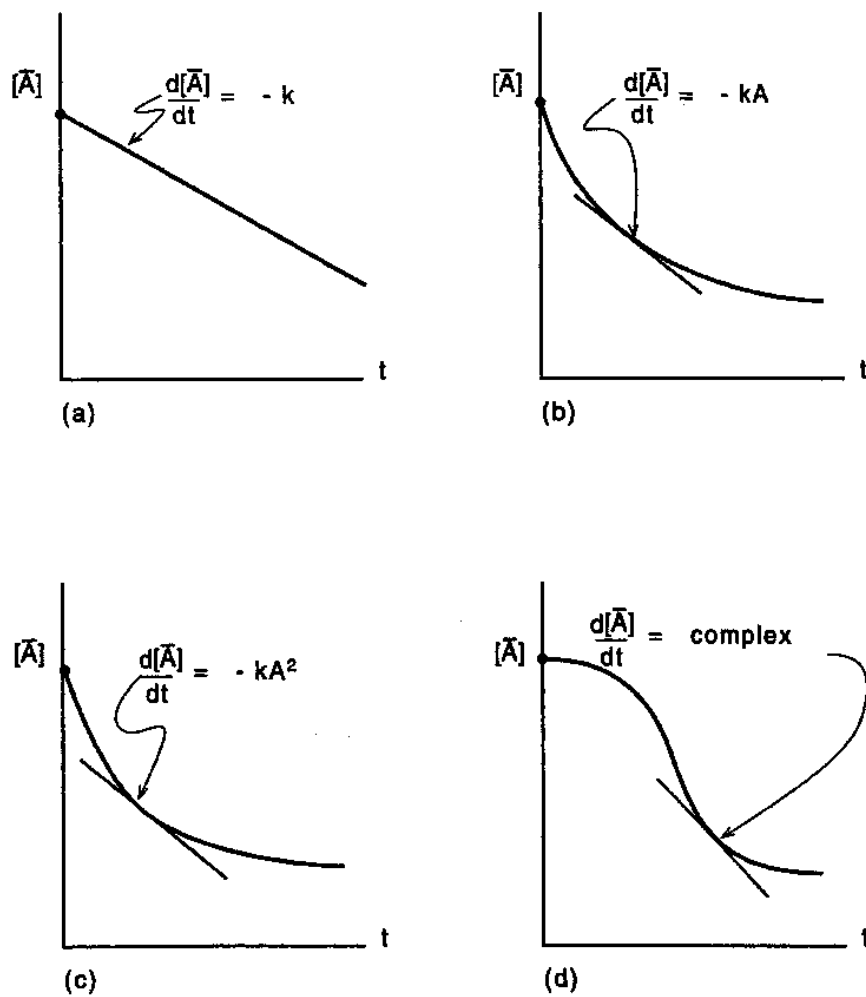 [A̅]
d[A̅]/dt = - k
t
(a)
[A̅]
d[A̅]/dt = - kA
t
(b)
[A̅]
d[A̅]/dt = - kA²
t
(c)
[A̅]
d[A̅]/dt = complex
t
(d)